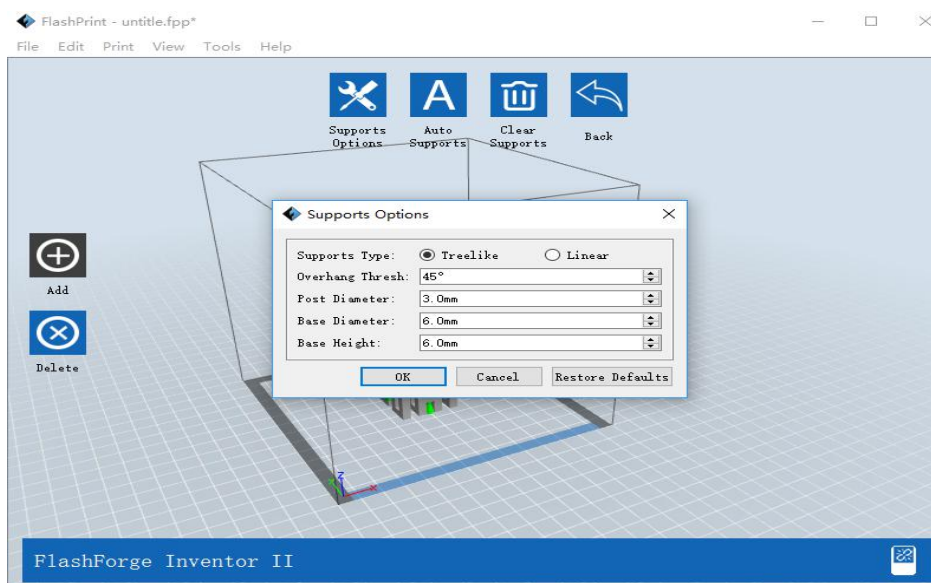 FlashPrint - untitle.fpp*
File Edit Print View Tools Help
A
Supports Options
Auto Supports
Clear Supports
Back
Add
Delete
Supports Options
Supports Type: Treelike Linear
Overhang Thresh: 45°
Post Diameter: 3.0mm
Base Diameter: 6.0mm
Base Height: 6.0mm
OK Cancel Restore Defaults
Z
X
FlashForge Inventor II